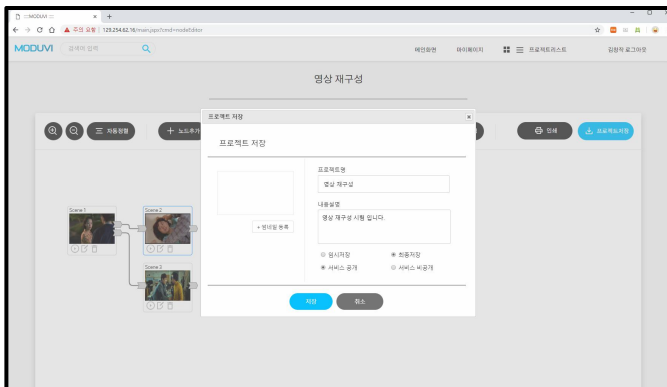 :::MODUVI :::
주의 요함 | 129.254.62.16/main.jsps?cmd=nodeEditor
MODUVI 검색어 입력 메인화면 마이페이지 프로젝트리스트 김창작 로그아웃
영상 재구성
자동정렬 + 노드추가 인쇄 프로젝트저장
프로젝트 저장
프로젝트 저장
프로젝트명
영상 재구성
+ 썸네일 등록
내용설명
영상 재구성 시험 입니다.
임시저장 최종저장
서비스 공개 서비스 비공개
저장 취소
Scene 1 Scene 2
Scene 3